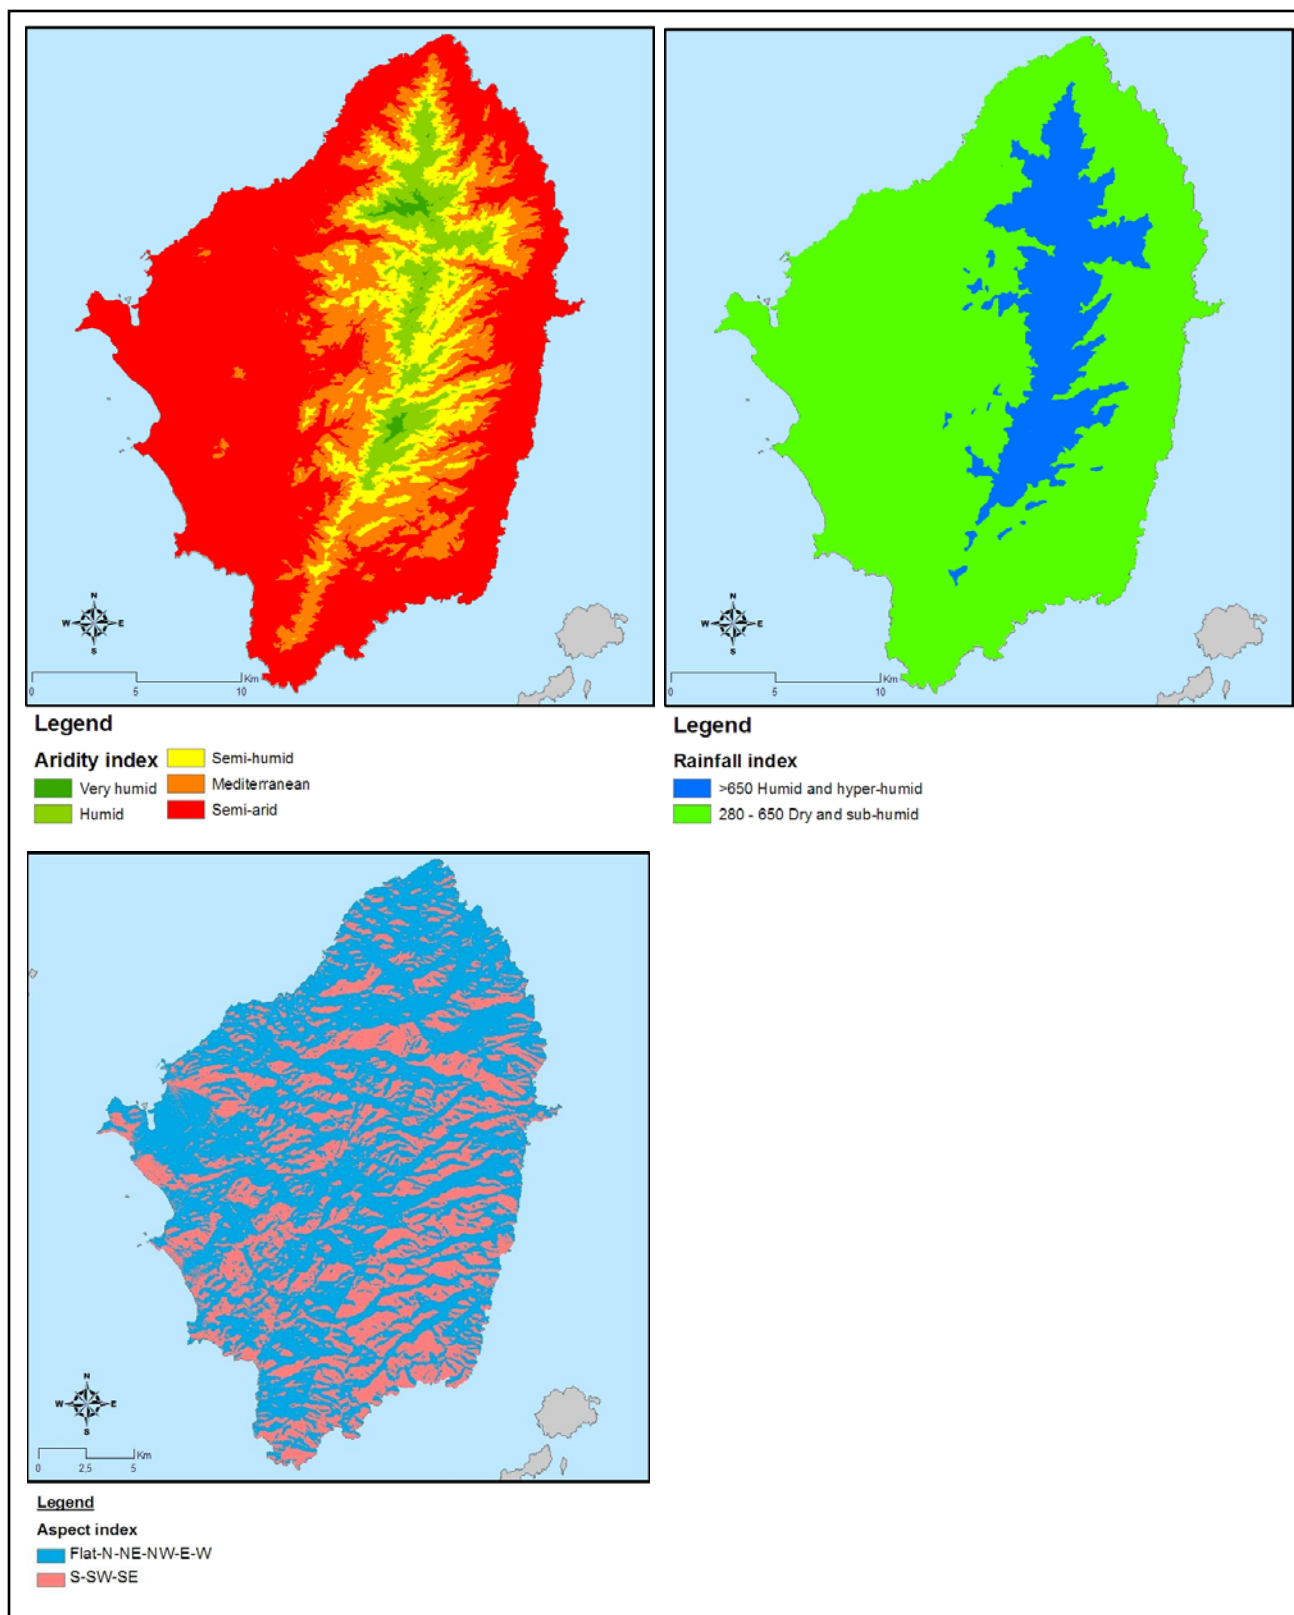 N
W E
S
0 5 10 Km
Legend
Aridity index
Very humid
Humid
Semi-humid
Mediterranean
Semi-arid
N
W E
S
0 5 10 Km
Legend
Rainfall index
>650 Humid and hyper-humid
280 - 650 Dry and sub-humid
N
W E
S
0 2.5 5 Km
Legend
Aspect index
Flat-N-NE-NW-E-W
S-SW-SE